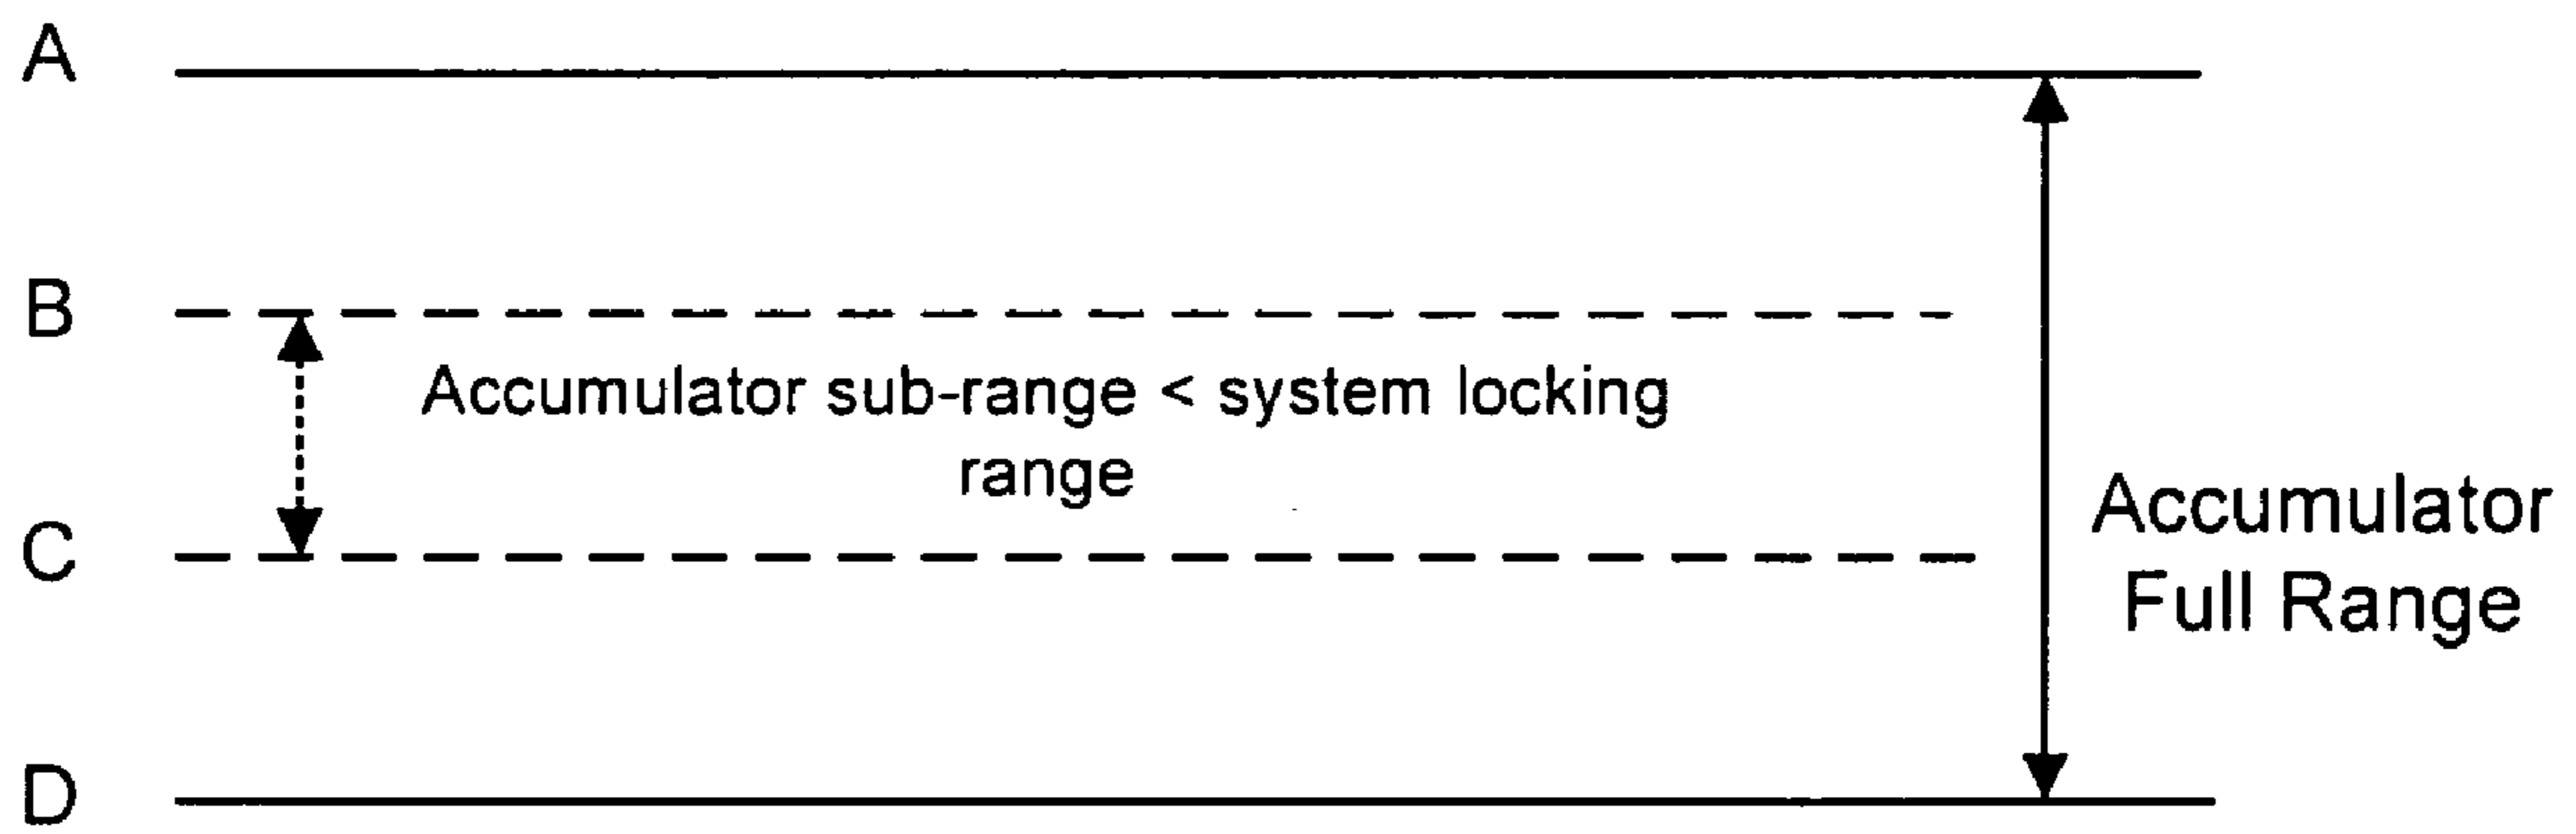 A
B
Accumulator sub-range < system locking
range
C
Accumulator
Full Range
D